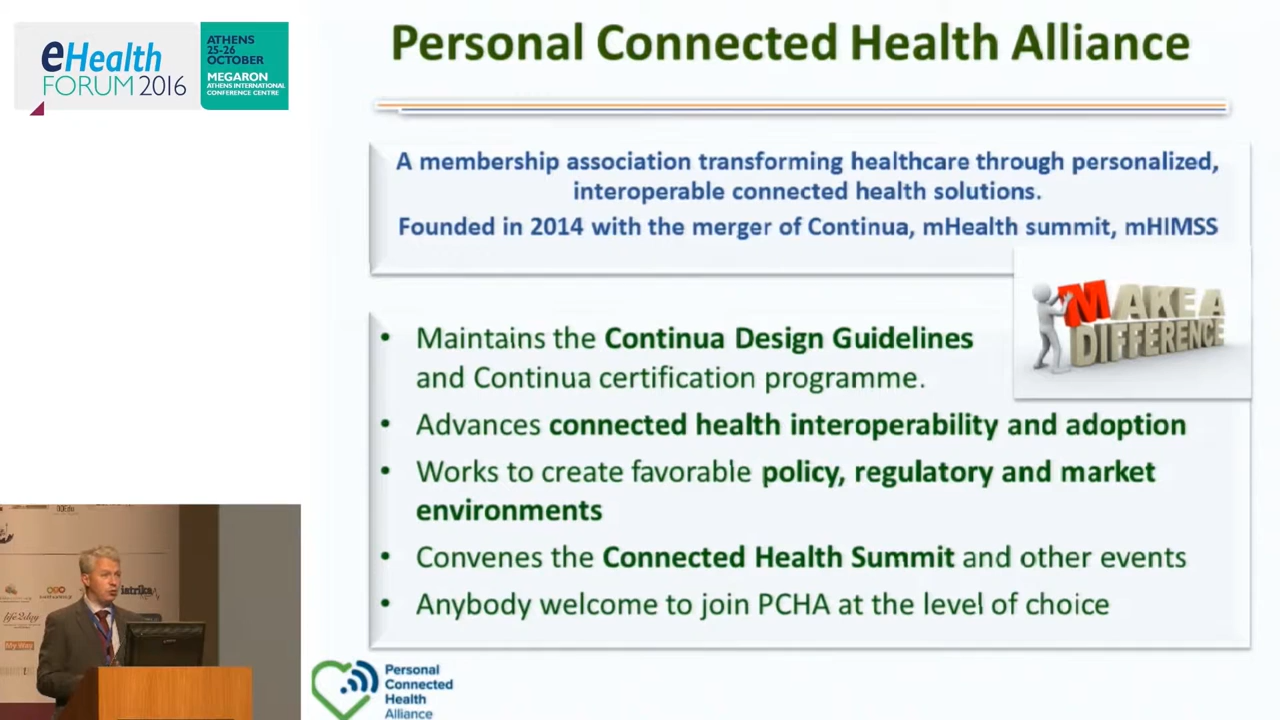 eHealth
FORUM 2016
ATHENS
25-26
OCTOBER
MEGARON
ATHENS INTERNATIONAL
CONFERENCE CENTRE
Personal Connected Health Alliance
A membership association transforming healthcare through personalized,
interoperable connected health solutions.
Founded in 2014 with the merger of Continua, mHealth summit, mHIMSS
MAKE A
DIFFERENCE
• Maintains the Continua Design Guidelines
and Continua certification programme.
• Advances connected health interoperability and adoption
• Works to create favorable policy, regulatory and market
environments
• Convenes the Connected Health Summit and other events
• Anybody welcome to join PCHA at the level of choice
iatrika
life2day
My Way
Personal
Connected
Health
Alliance